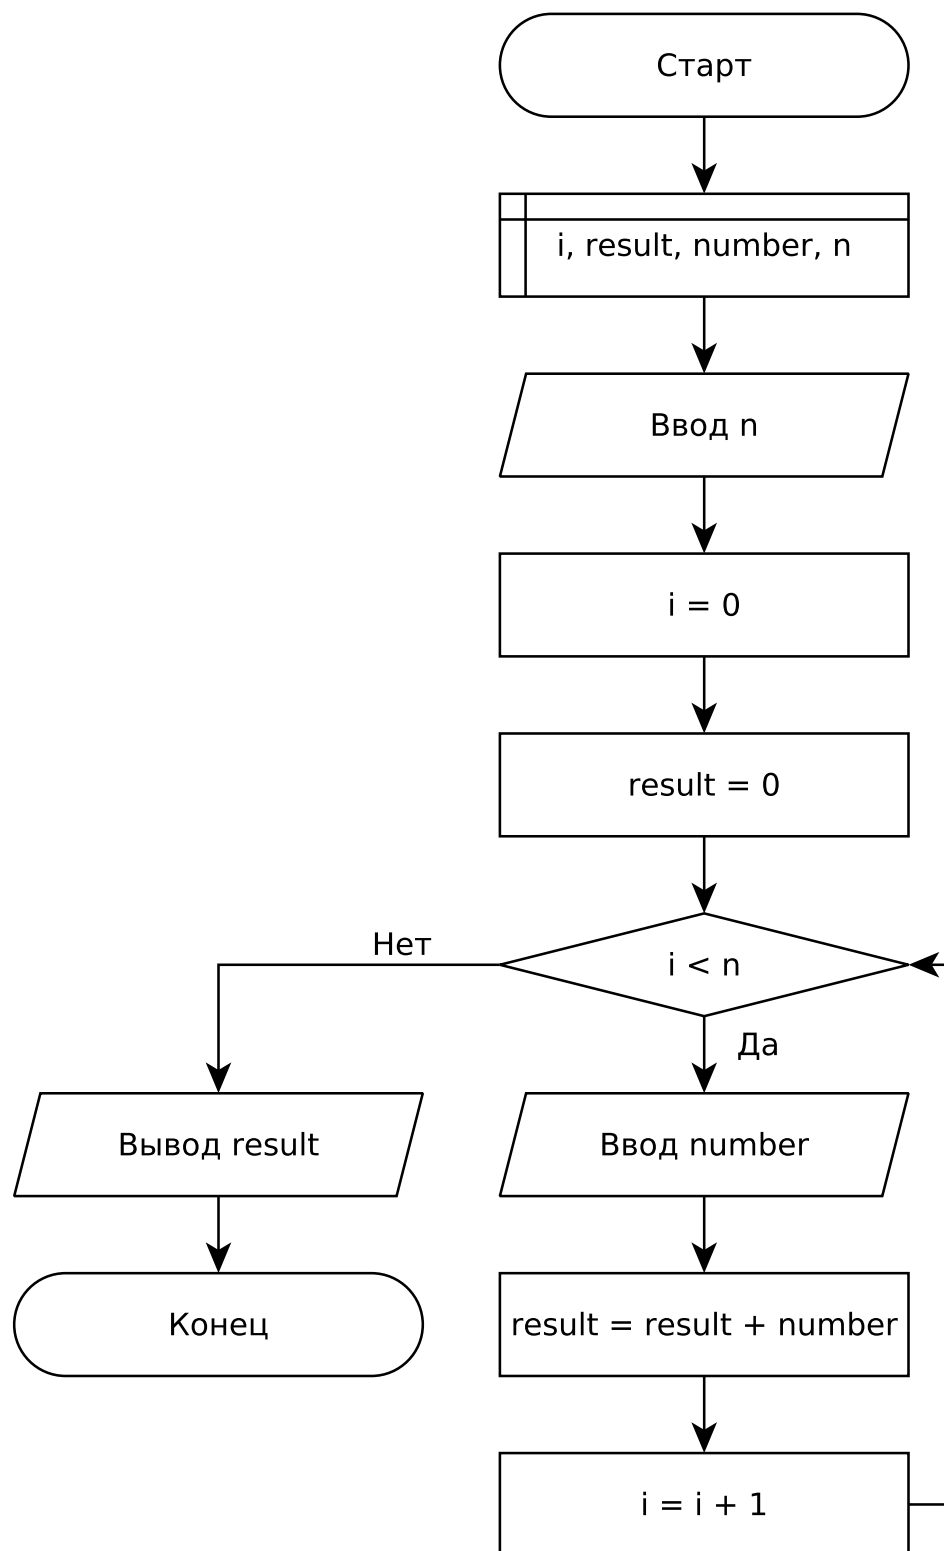 Старт
i, result, number, n
Ввод n
i = 0
result = 0
i < n
Нет
Да
Вывод result
Ввод number
Конец
result = result + number
i = i + 1